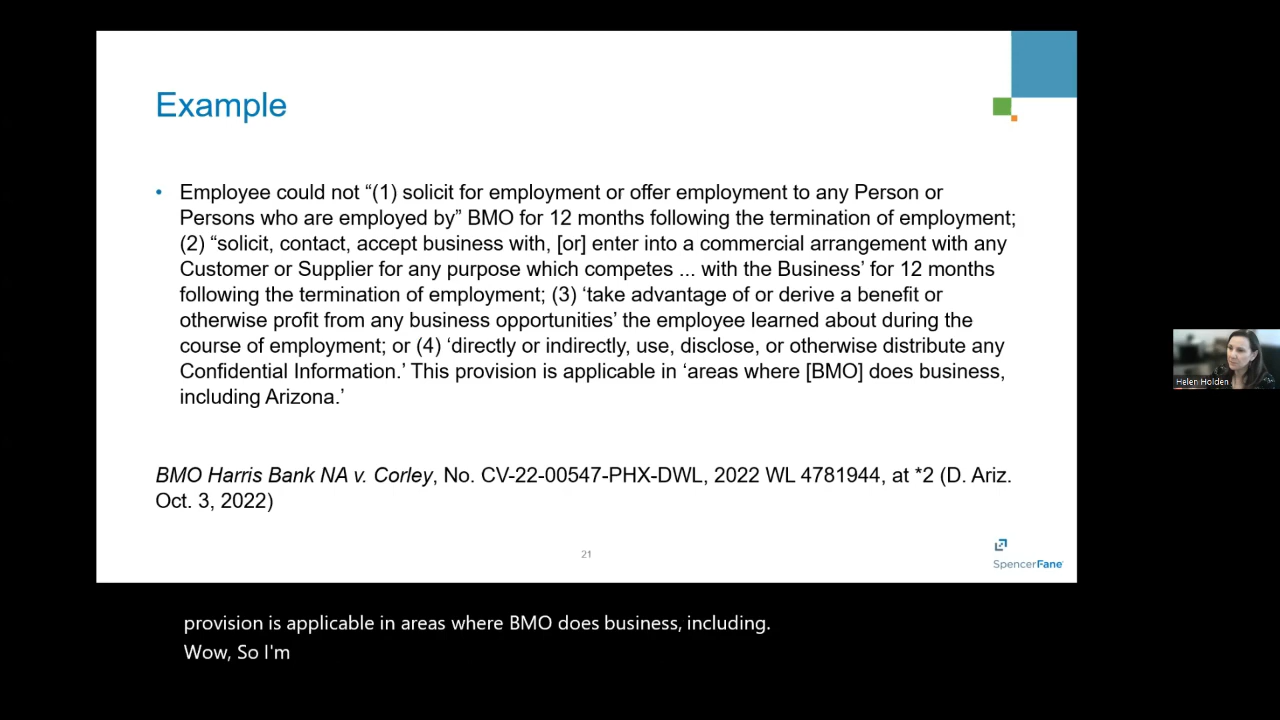 Example
• Employee could not “(1) solicit for employment or offer employment to any Person or
Persons who are employed by” BMO for 12 months following the termination of employment;
(2) “solicit, contact, accept business with, [or] enter into a commercial arrangement with any
Customer or Supplier for any purpose which competes ... with the Business’ for 12 months
following the termination of employment; (3) ‘take advantage of or derive a benefit or
otherwise profit from any business opportunities’ the employee learned about during the
course of employment; or (4) ‘directly or indirectly, use, disclose, or otherwise distribute any
Confidential Information.’ This provision is applicable in ‘areas where [BMO] does business,
including Arizona.’
BMO Harris Bank NA v. Corley, No. CV-22-00547-PHX-DWL, 2022 WL 4781944, at *2 (D. Ariz.
Oct. 3, 2022)
21
SpencerFane
Helen Holden
provision is applicable in areas where BMO does business, including.
Wow, So I'm